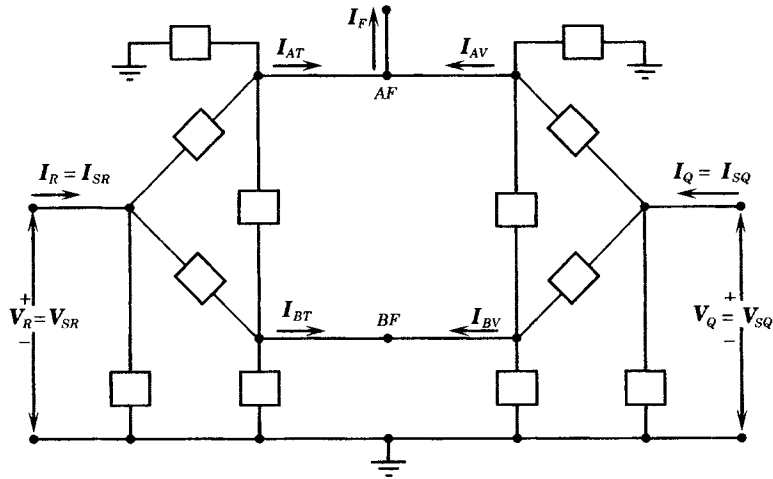 I_F
I_AT
I_AV
AF
I_R = I_SR
I_Q = I_SQ
I_BT
BF
I_BV
+
V_R = V_SR
−
+
V_Q = V_SQ
−